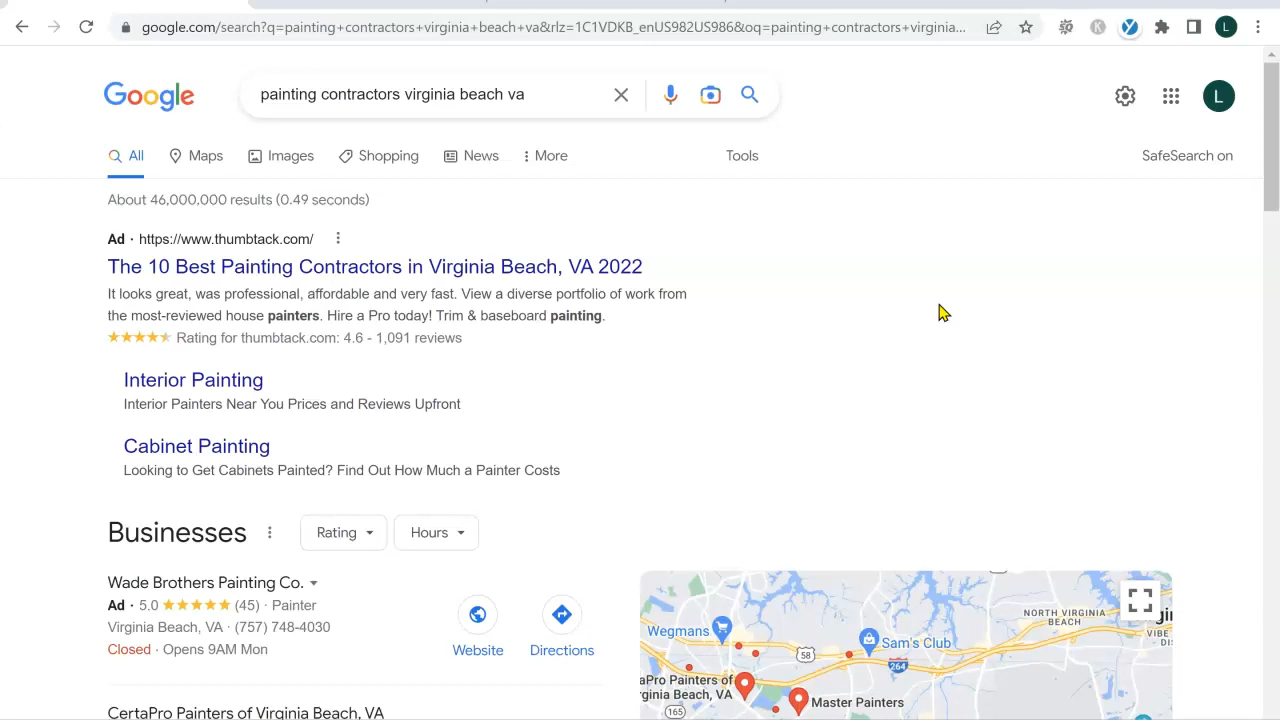 google.com/search?q=painting+contractors+virginia+beach+va&rlz=1C1VDKB_enUS982US986&oq=painting+contractors+virginia...
K
L
Google
painting contractors virginia beach va
L
All
Maps
Images
Shopping
News
More
Tools
SafeSearch on
About 46,000,000 results (0.49 seconds)
Ad · https://www.thumbtack.com/
The 10 Best Painting Contractors in Virginia Beach, VA 2022
It looks great, was professional, affordable and very fast. View a diverse portfolio of work from
the most-reviewed house painters. Hire a Pro today! Trim & baseboard painting.
Rating for thumbtack.com: 4.6 - 1,091 reviews
Interior Painting
Interior Painters Near You Prices and Reviews Upfront
Cabinet Painting
Looking to Get Cabinets Painted? Find Out How Much a Painter Costs
Businesses
Rating
Hours
Wade Brothers Painting Co.
Ad · 5.0 (45) · Painter
Virginia Beach, VA · (757) 748-4030
Closed · Opens 9AM Mon
Website
Directions
CertaPro Painters of Virginia Beach, VA
NORTH VIRGINIA
BEACH
VIBE
Wegmans
58
Sam's Club
264
aPro Painters of
ginia Beach, VA
165
Master Painters